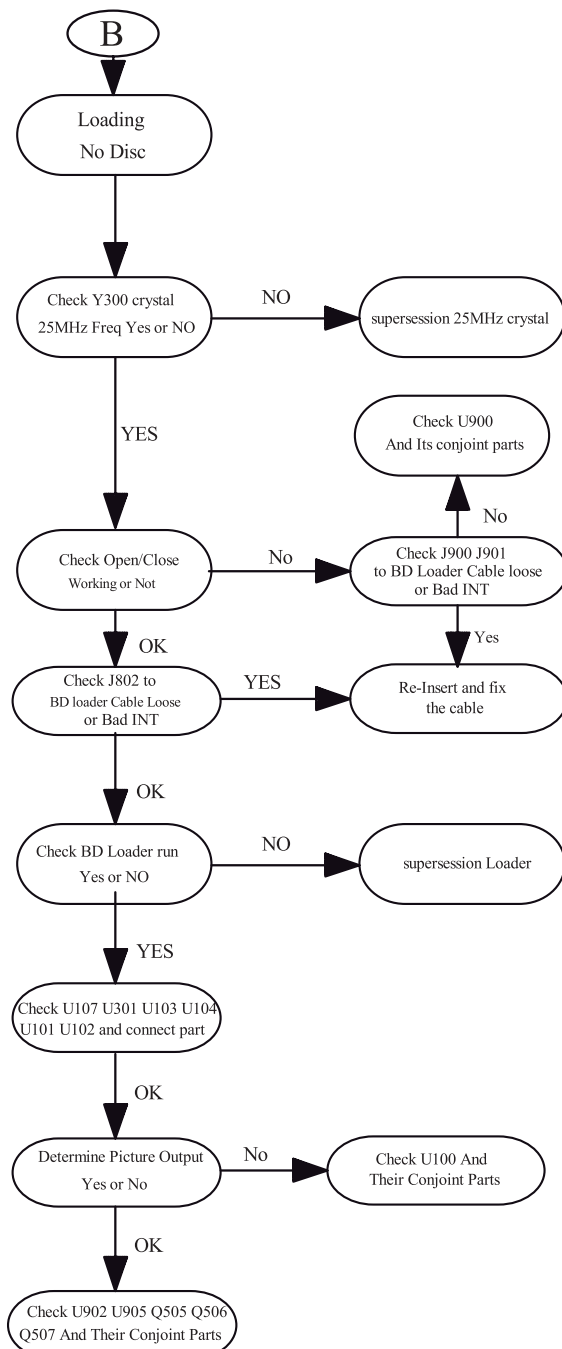 B
Loading
No Disc
Check Y300 crystal
25MHz Freq Yes or NO
NO
supersession 25MHz crystal
YES
Check U900
And Its conjoint parts
No
Check Open/Close
Working or Not
No
Check J900 J901
to BD Loader Cable loose
or Bad INT
Yes
OK
Check J802 to
BD loader Cable Loose
or Bad INT
YES
Re-Insert and fix
the cable
OK
Check BD Loader run
Yes or NO
NO
supersession Loader
YES
Check U107 U301 U103 U104
U101 U102 and connect part
OK
Determine Picture Output
Yes or No
No
Check U100 And
Their Conjoint Parts
OK
Check U902 U905 Q505 Q506
Q507 And Their Conjoint Parts